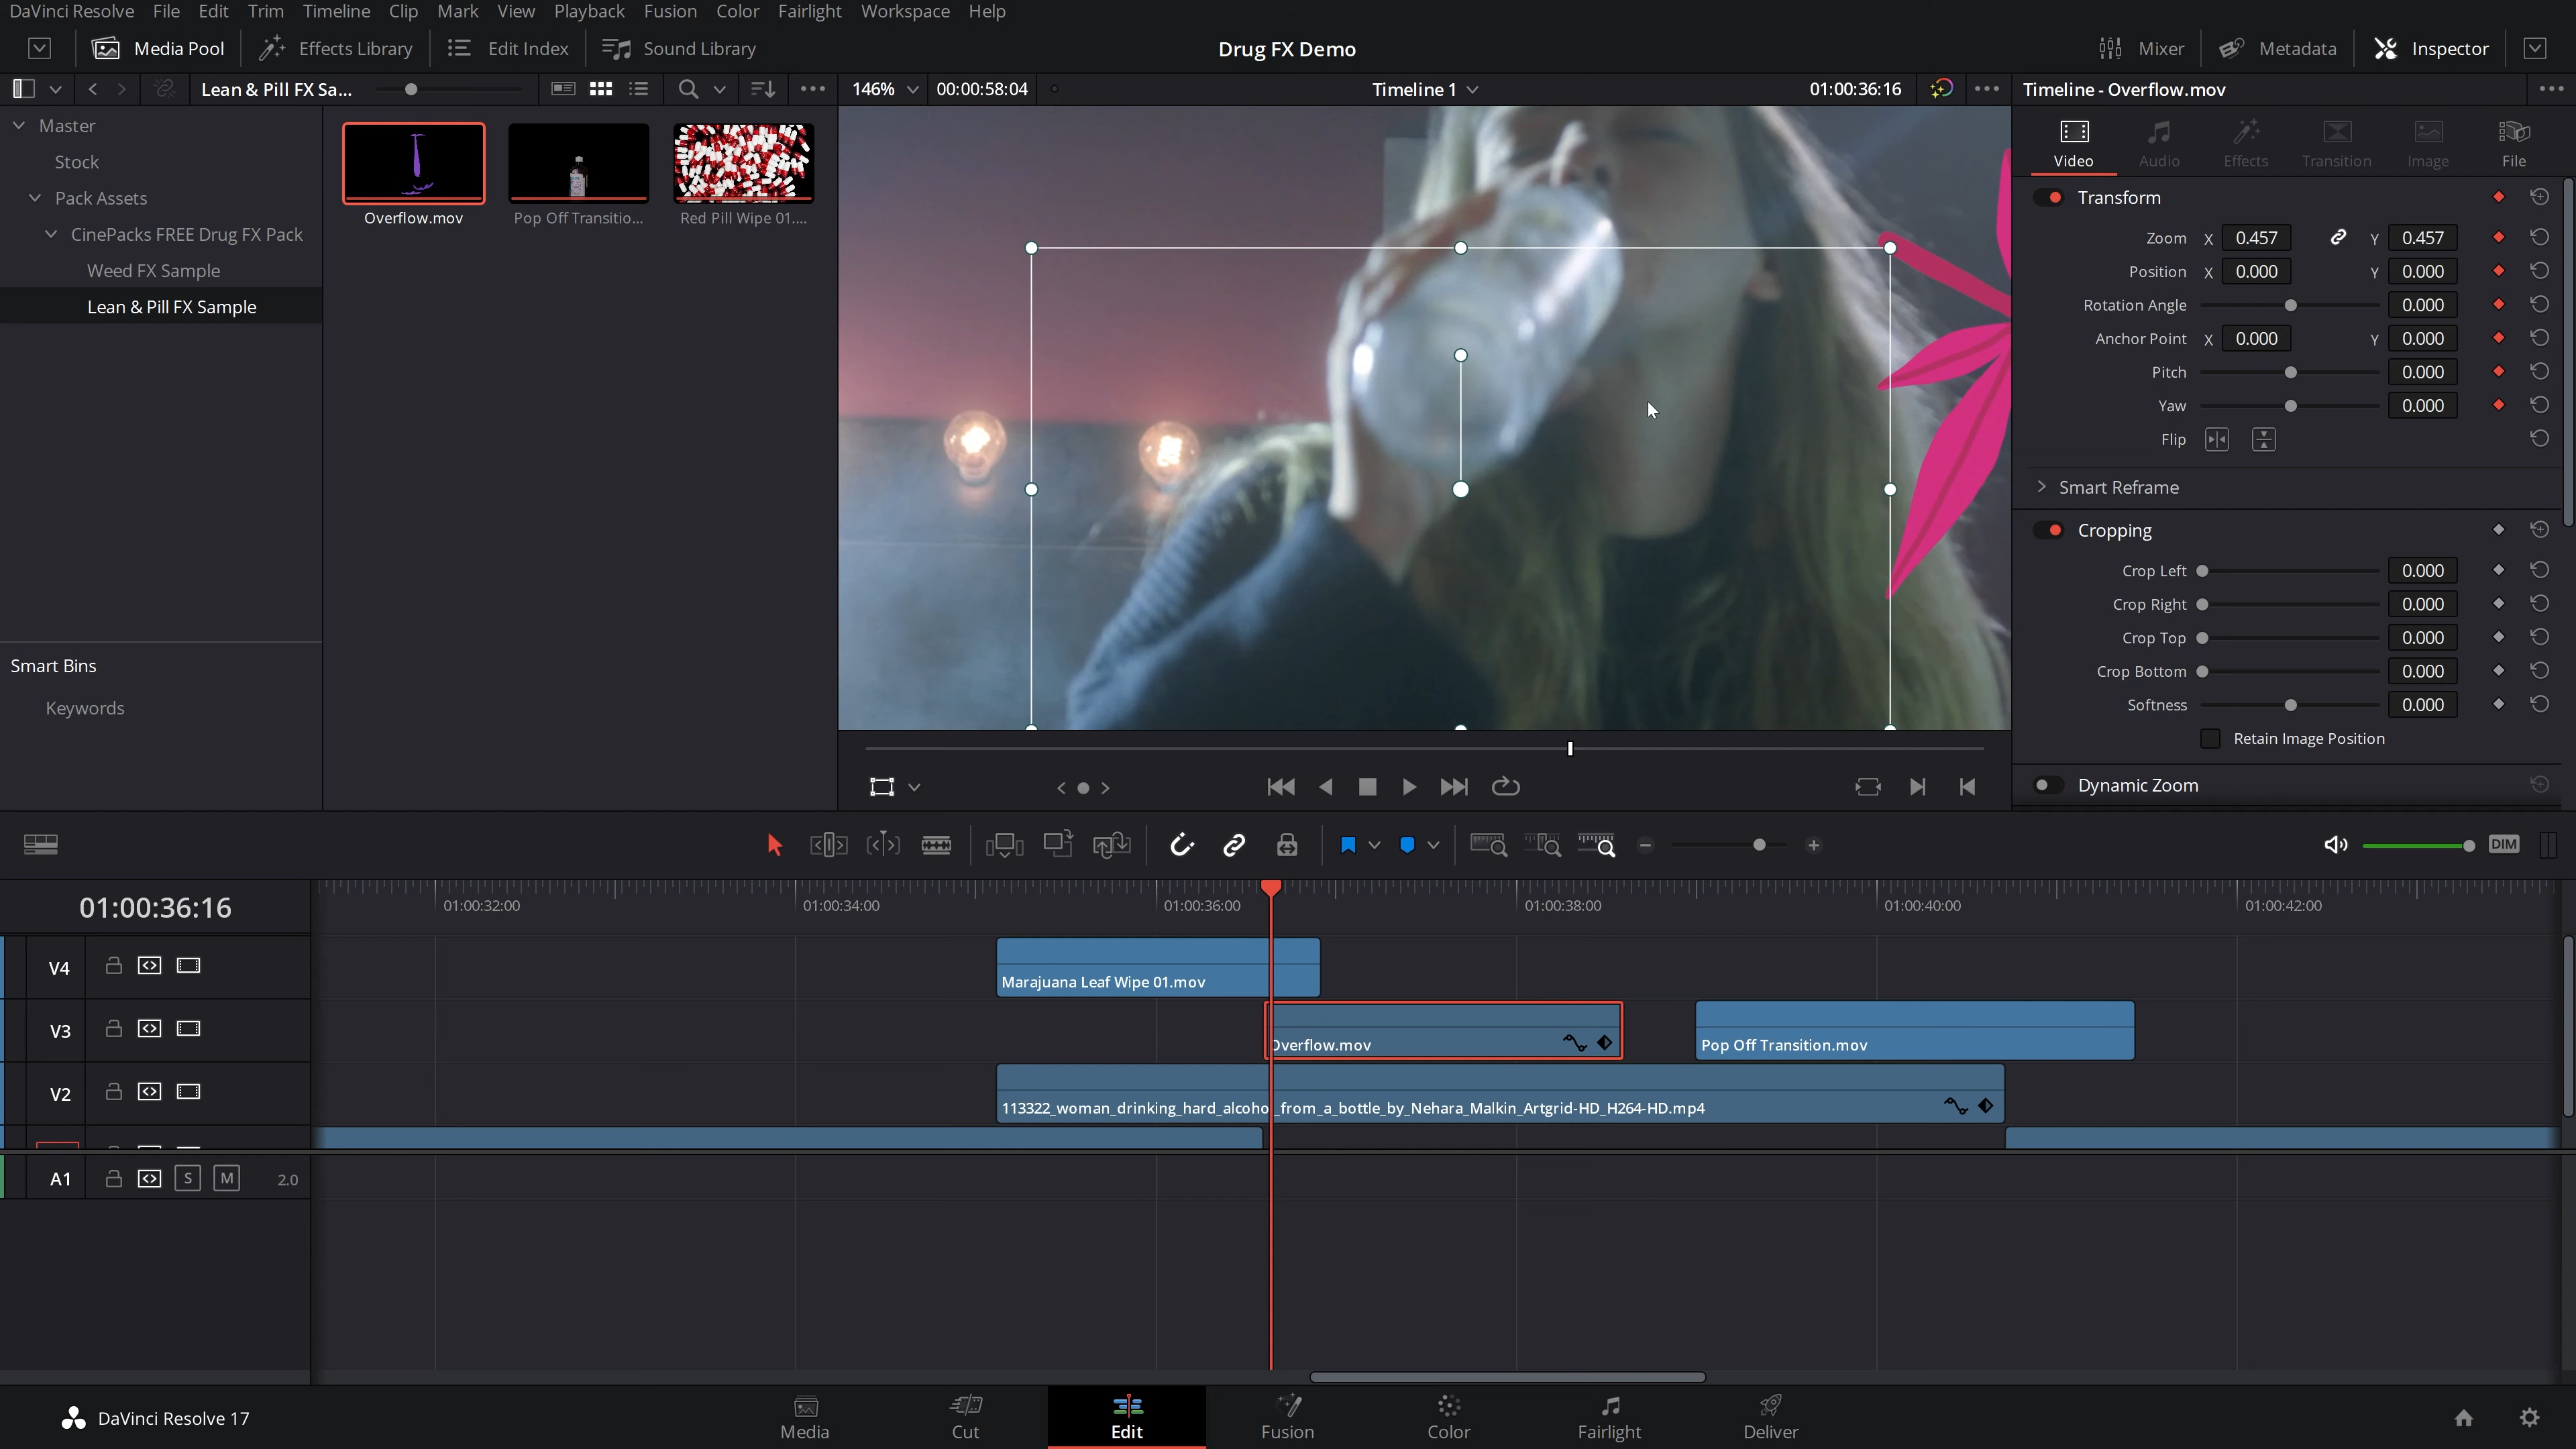 DaVinci Resolve File Edit Trim Timeline Clip Mark View Playback Fusion Color Fairlight Workspace Help
Media Pool Effects Library Edit Index Sound Library Drug FX Demo Mixer Metadata Inspector
Lean & Pill FX Sa... 146% 00:00:58:04 Timeline 1 01:00:36:16 Timeline - Overflow.mov
Master
Stock
Pack Assets
CinePacks FREE Drug FX Pack
Weed FX Sample
Lean & Pill FX Sample
Smart Bins
Keywords
Overflow.mov Pop Off Transitio... Red Pill Wipe 01....
Video Audio Effects Transition Image File
Transform
Zoom X 0.457 Y 0.457
Position X 0.000 Y 0.000
Rotation Angle 0.000
Anchor Point X 0.000 Y 0.000
Pitch 0.000
Yaw 0.000
Flip
Smart Reframe
Cropping
Crop Left 0.000
Crop Right 0.000
Crop Top 0.000
Crop Bottom 0.000
Softness 0.000
Retain Image Position
Dynamic Zoom
DIM
01:00:36:16 01:00:32:00 01:00:34:00 01:00:36:00 01:00:38:00 01:00:40:00 01:00:42:00
V4 Marajuana Leaf Wipe 01.mov
V3 Overflow.mov Pop Off Transition.mov
V2 113322_woman_drinking_hard_alcohol_from_a_bottle_by_Nehara_Malkin_Artgrid-HD_H264-HD.mp4
A1 S M 2.0
DaVinci Resolve 17 Media Cut Edit Fusion Color Fairlight Deliver